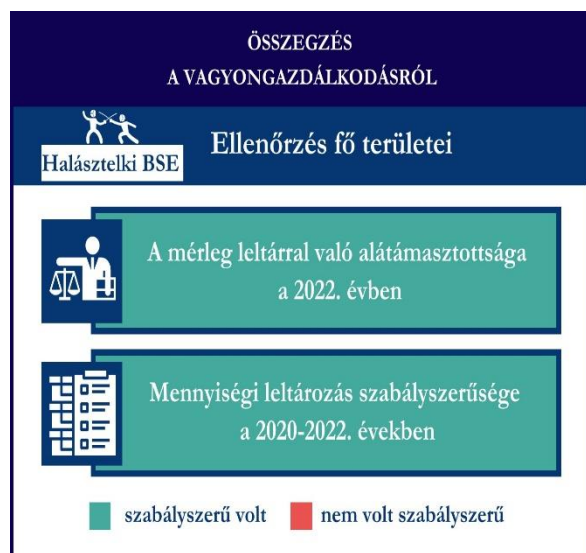 ÖSSZEGZÉS
A VAGYONGAZDÁLKODÁSRÓL
Halásztelki BSE
Ellenőrzés fő területei
A mérleg leltárral való alátámasztottsága
a 2022. évben
Mennyiségi leltározás szabályszerűsége
a 2020-2022. években
szabályszerű volt
nem volt szabályszerű